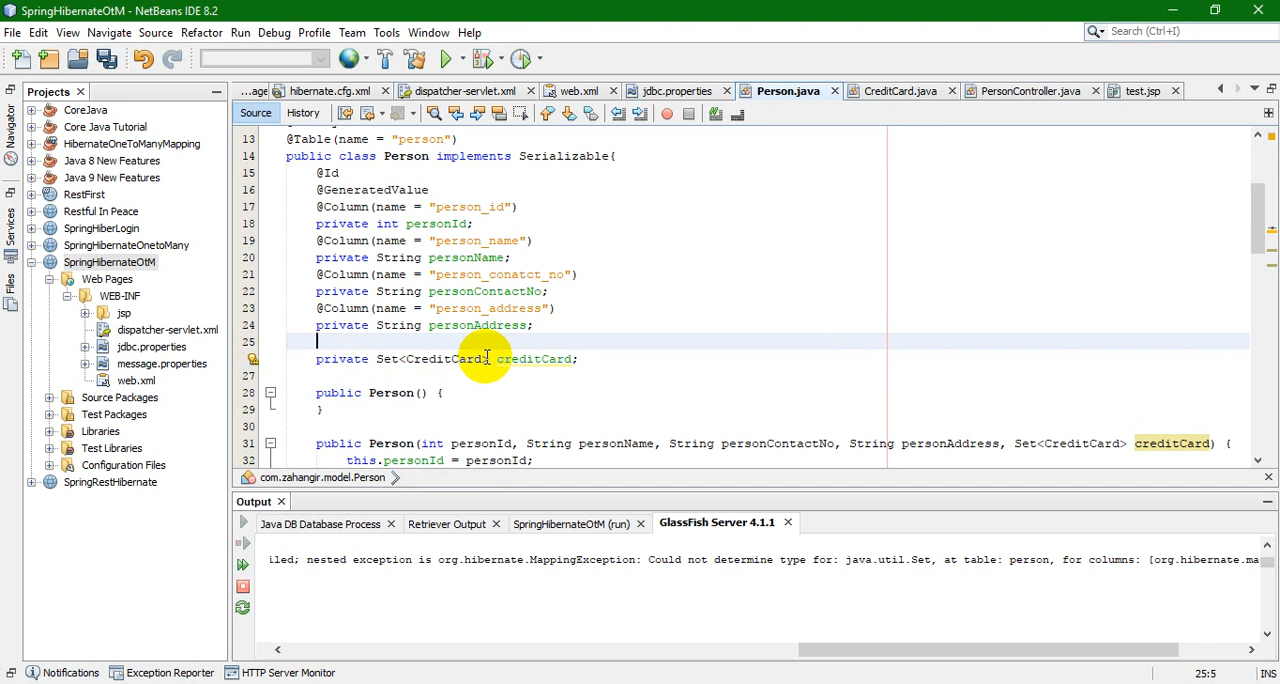 SpringHibernateOtM - NetBeans IDE 8.2
File Edit View Navigate Source Refactor Run Debug Profile Team Tools Window Help
Search (Ctrl+I)
Projects
...age hibernate.cfg.xml dispatcher-servlet.xml web.xml jdbc.properties Person.java CreditCard.java PersonController.java test.jsp
Source History
Navigator
Services
Files
CoreJava
Core Java Tutorial
HibernateOneToManyMapping
Java 8 New Features
Java 9 New Features
RestFirst
Restful In Peace
SpringHiberLogin
SpringHibernateOnetoMany
SpringHibernateOtM
Web Pages
WEB-INF
jsp
dispatcher-servlet.xml
jdbc.properties
message.properties
web.xml
Source Packages
Test Packages
Libraries
Test Libraries
Configuration Files
SpringRestHibernate
13 @Table(name = "person")
14 public class Person implements Serializable{
15 @Id
16 @GeneratedValue
17 @Column(name = "person_id")
18 private int personId;
19 @Column(name = "person_name")
20 private String personName;
21 @Column(name = "person_conatct_no")
22 private String personContactNo;
23 @Column(name = "person_address")
24 private String personAddress;
25
private Set<CreditCard> creditCard;
27
28 public Person() {
29 }
30
31 public Person(int personId, String personName, String personContactNo, String personAddress, Set<CreditCard> creditCard) {
32 this.personId = personId;
com.zahangir.model.Person
Output
Java DB Database Process Retriever Output SpringHibernateOtM (run) GlassFish Server 4.1.1
iled; nested exception is org.hibernate.MappingException: Could not determine type for: java.util.Set, at table: person, for columns: [org.hibernate.ma
Notifications Exception Reporter HTTP Server Monitor
25:5 INS